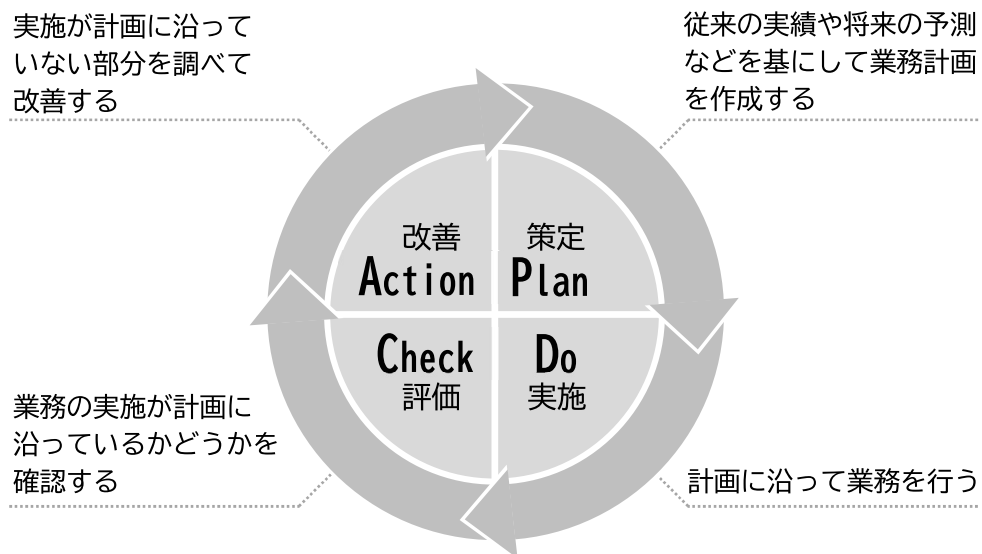 実施が計画に沿って
いない部分を調べて
改善する
従来の実績や将来の予測
などを基にして業務計画
を作成する
改善
Action
策定
Plan
Check
評価
Do
実施
業務の実施が計画に
沿っているかどうかを
確認する
計画に沿って業務を行う